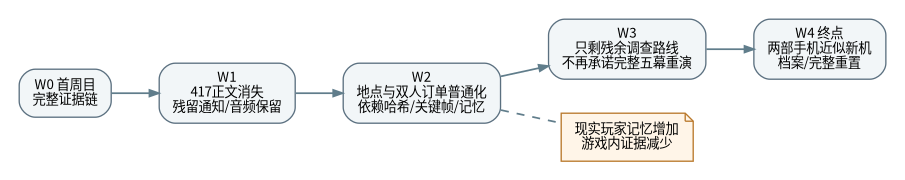 W0 首周目
完整证据链
W1
417正文消失
残留通知/音频保留
W2
地点与双人订单普通化
依赖哈希/关键帧/记忆
W3
只剩残余调查路线
不再承诺完整五幕重演
W4 终点
两部手机近似新机
档案/完整重置
现实玩家记忆增加
游戏内证据减少